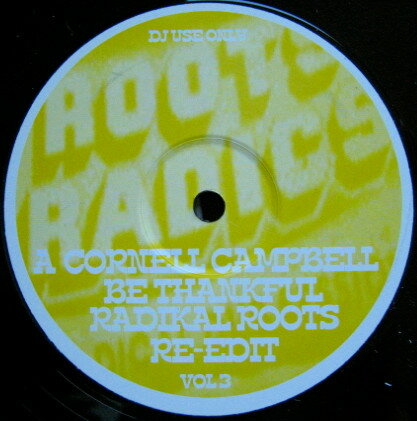 DJ USE ONLY
ROOTS
RADICS
A CORNELL CAMPBELL
BE THANKFUL
RADIKAL ROOTS
RE-EDIT
VOL 3